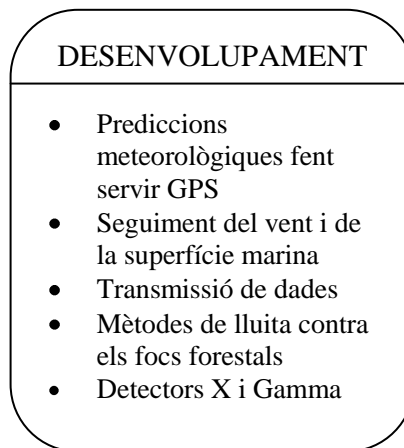 DESENVOLUPAMENT
• Prediccions
meteorològiques fent
servir GPS
• Seguiment del vent i de
la superfície marina
• Transmissió de dades
• Mètodes de lluita contra
els focs forestals
• Detectors X i Gamma